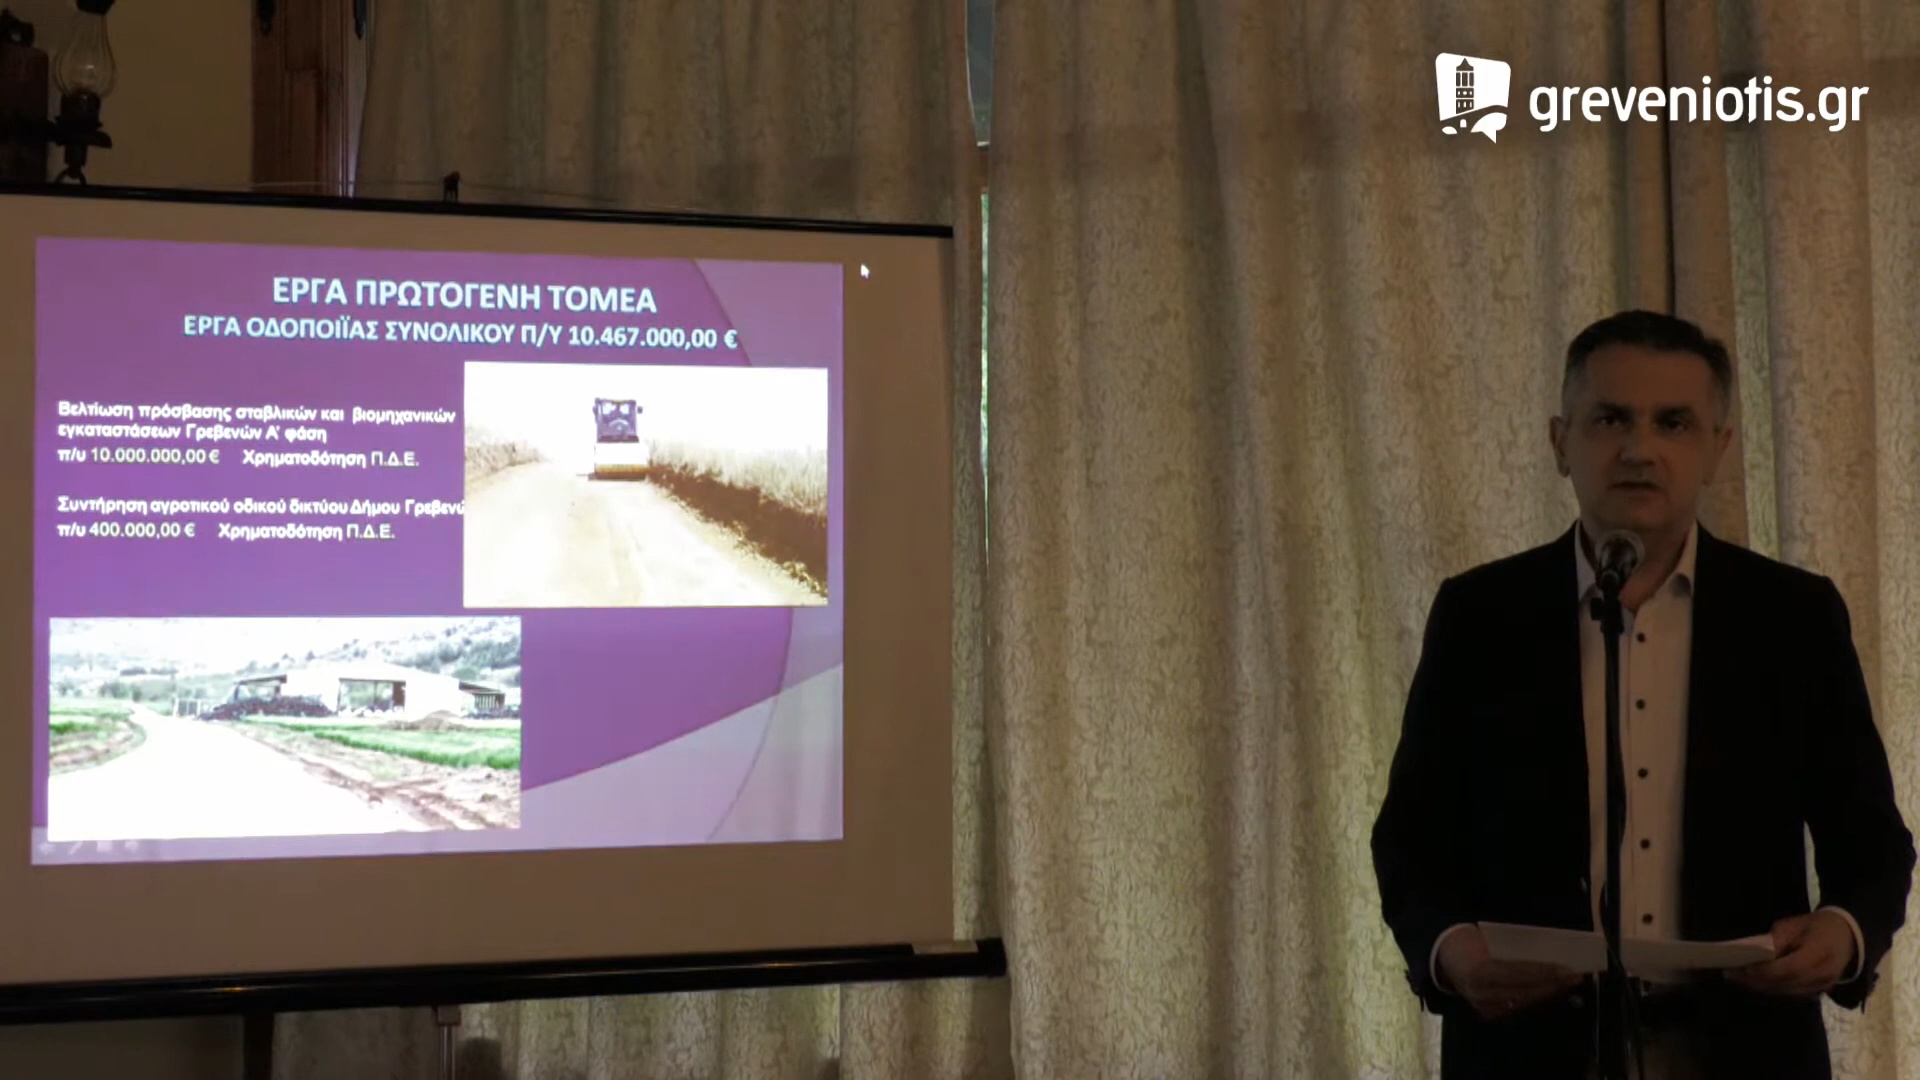 greveniotis.gr
ΕΡΓΑ ΠΡΩΤΟΓΕΝΗ ΤΟΜΕΑ
ΕΡΓΑ ΟΔΟΠΟΙΪΑΣ ΣΥΝΟΛΙΚΟΥ Π/Υ 10.467.000,00 €
Βελτίωση πρόσβασης σταβλικών και βιομηχανικών
εγκαταστάσεων Γρεβενών Α' φάση
π/υ 10.000.000,00 € Χρηματοδότηση Π.Δ.Ε.
Συντήρηση αγροτικού οδικού δικτύου Δήμου Γρεβενώ
π/υ 400.000,00 € Χρηματοδότηση Π.Δ.Ε.